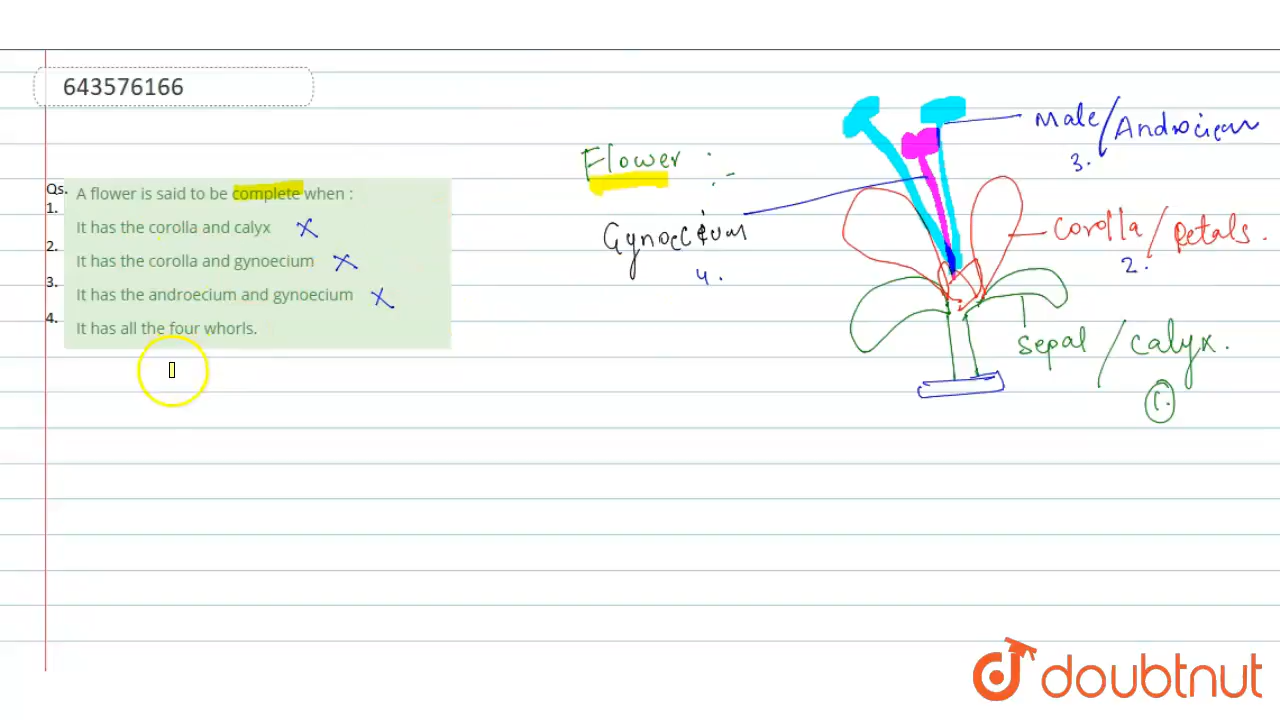 643576166
Qs. A flower is said to be complete when :
1. It has the corolla and calyx X
2. It has the corolla and gynoecium X
3. It has the androecium and gynoecium X
4. It has all the four whorls.
Flower :-
Male/Androcieum
3.
Gynoecium
4.
Corolla/Petals.
2.
Sepal / Calyx.
1.
doubtnut